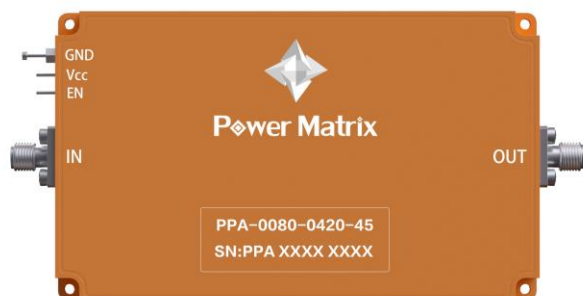 GND
Vcc
EN
Power Matrix
IN
OUT
PPA-0080-0420-45
SN:PPA XXXX XXXX